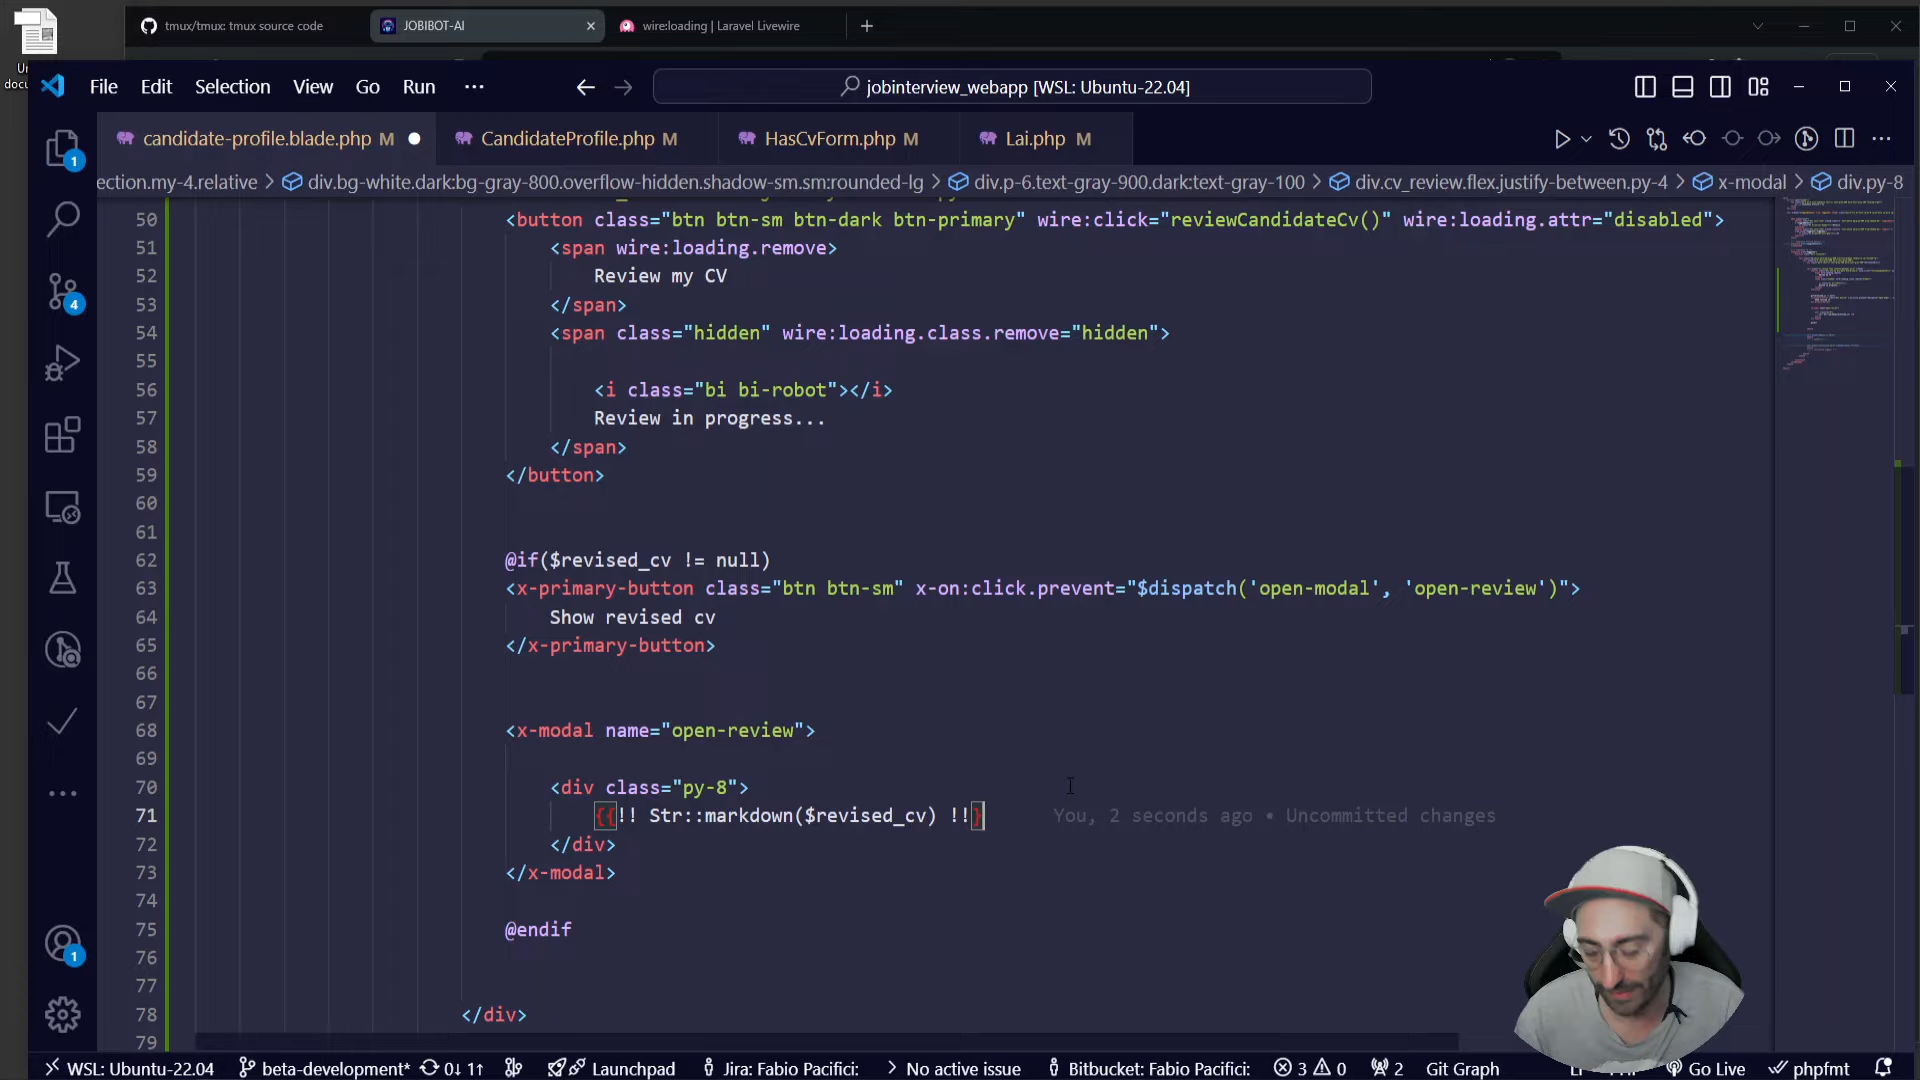 tmux/tmux: tmux source code
JOBIBOT-AI
wire:loading | Laravel Livewire
File Edit Selection View Go Run ···
jobinterview_webapp [WSL: Ubuntu-22.04]
candidate-profile.blade.php M
CandidateProfile.php M
HasCvForm.php M
Lai.php M
ection.my-4.relative > div.bg-white.dark:bg-gray-800.overflow-hidden.shadow-sm.sm:rounded-lg > div.p-6.text-gray-900.dark:text-gray-100 > div.cv_review.flex.justify-between.py-4 > x-modal > div.py-8
50 <button class="btn btn-sm btn-dark btn-primary" wire:click="reviewCandidateCv()" wire:loading.attr="disabled">
51 <span wire:loading.remove>
52 Review my CV
53 </span>
54 <span class="hidden" wire:loading.class.remove="hidden">
55
56 <i class="bi bi-robot"></i>
57 Review in progress...
58 </span>
59 </button>
60
61
62 @if($revised_cv != null)
63 <x-primary-button class="btn btn-sm" x-on:click.prevent="$dispatch('open-modal', 'open-review')">
64 Show revised cv
65 </x-primary-button>
66
67
68 <x-modal name="open-review">
69
70 <div class="py-8">
71 {{!! Str::markdown($revised_cv) !!} You, 2 seconds ago • Uncommitted changes
72 </div>
73 </x-modal>
74
75 @endif
76
77
78 </div>
79
1
4
1
WSL: Ubuntu-22.04 beta-development* 0↓ 1↑ Launchpad Jira: Fabio Pacifici: > No active issue Bitbucket: Fabio Pacifici: 3 0 2 Git Graph Go Live phpfmt